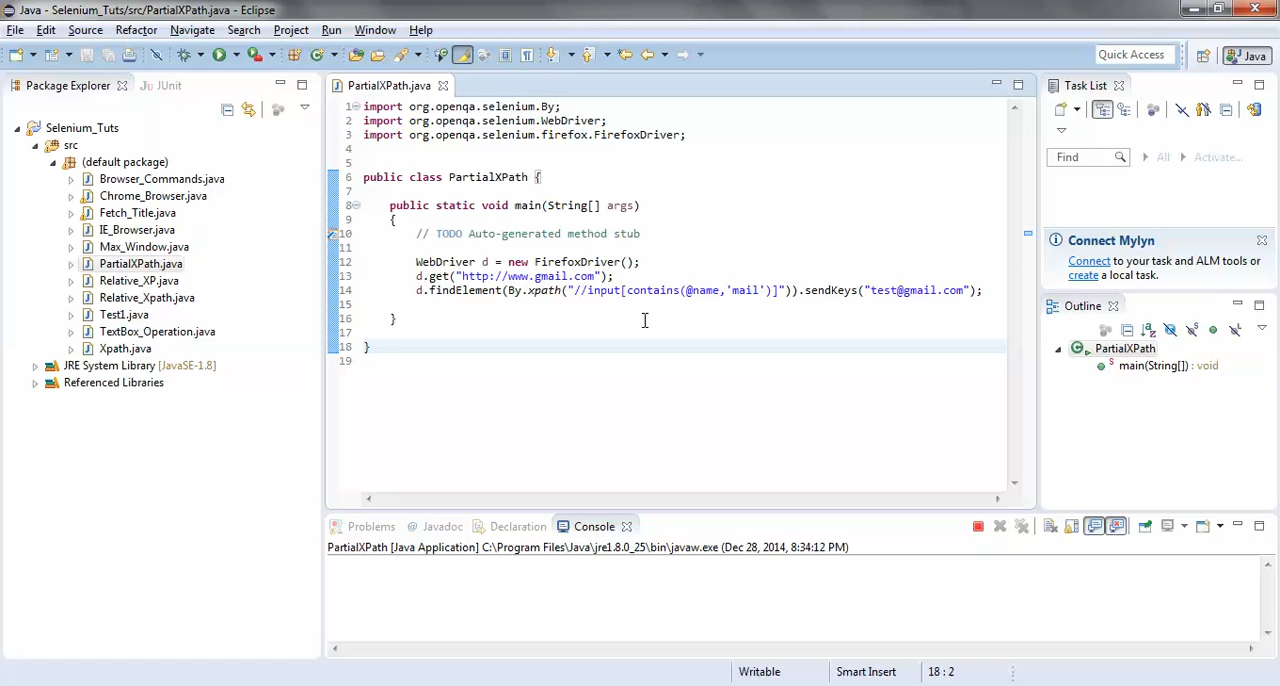 Java - Selenium_Tuts/src/PartialXPath.java - Eclipse
File Edit Source Refactor Navigate Search Project Run Window Help
Quick Access
Java
Package Explorer
JUnit
PartialXPath.java
Task List
Selenium_Tuts
src
(default package)
Browser_Commands.java
Chrome_Browser.java
Fetch_Title.java
IE_Browser.java
Max_Window.java
PartialXPath.java
Relative_XP.java
Relative_Xpath.java
Test1.java
TextBox_Operation.java
Xpath.java
JRE System Library [JavaSE-1.8]
Referenced Libraries
1 import org.openqa.selenium.By;
2 import org.openqa.selenium.WebDriver;
3 import org.openqa.selenium.firefox.FirefoxDriver;
4
5
6 public class PartialXPath {
7
8 public static void main(String[] args)
9 {
10 // TODO Auto-generated method stub
11
12 WebDriver d = new FirefoxDriver();
13 d.get("http://www.gmail.com");
14 d.findElement(By.xpath("//input[contains(@name,'mail')]")).sendKeys("test@gmail.com");
15
16 }
17
18 }
19
Find
All
Activate...
Connect Mylyn
Connect to your task and ALM tools or
create a local task.
Outline
PartialXPath
main(String[]) : void
Problems @ Javadoc Declaration Console
PartialXPath [Java Application] C:\Program Files\Java\jre1.8.0_25\bin\javaw.exe (Dec 28, 2014, 8:34:12 PM)
Writable
Smart Insert
18 : 2